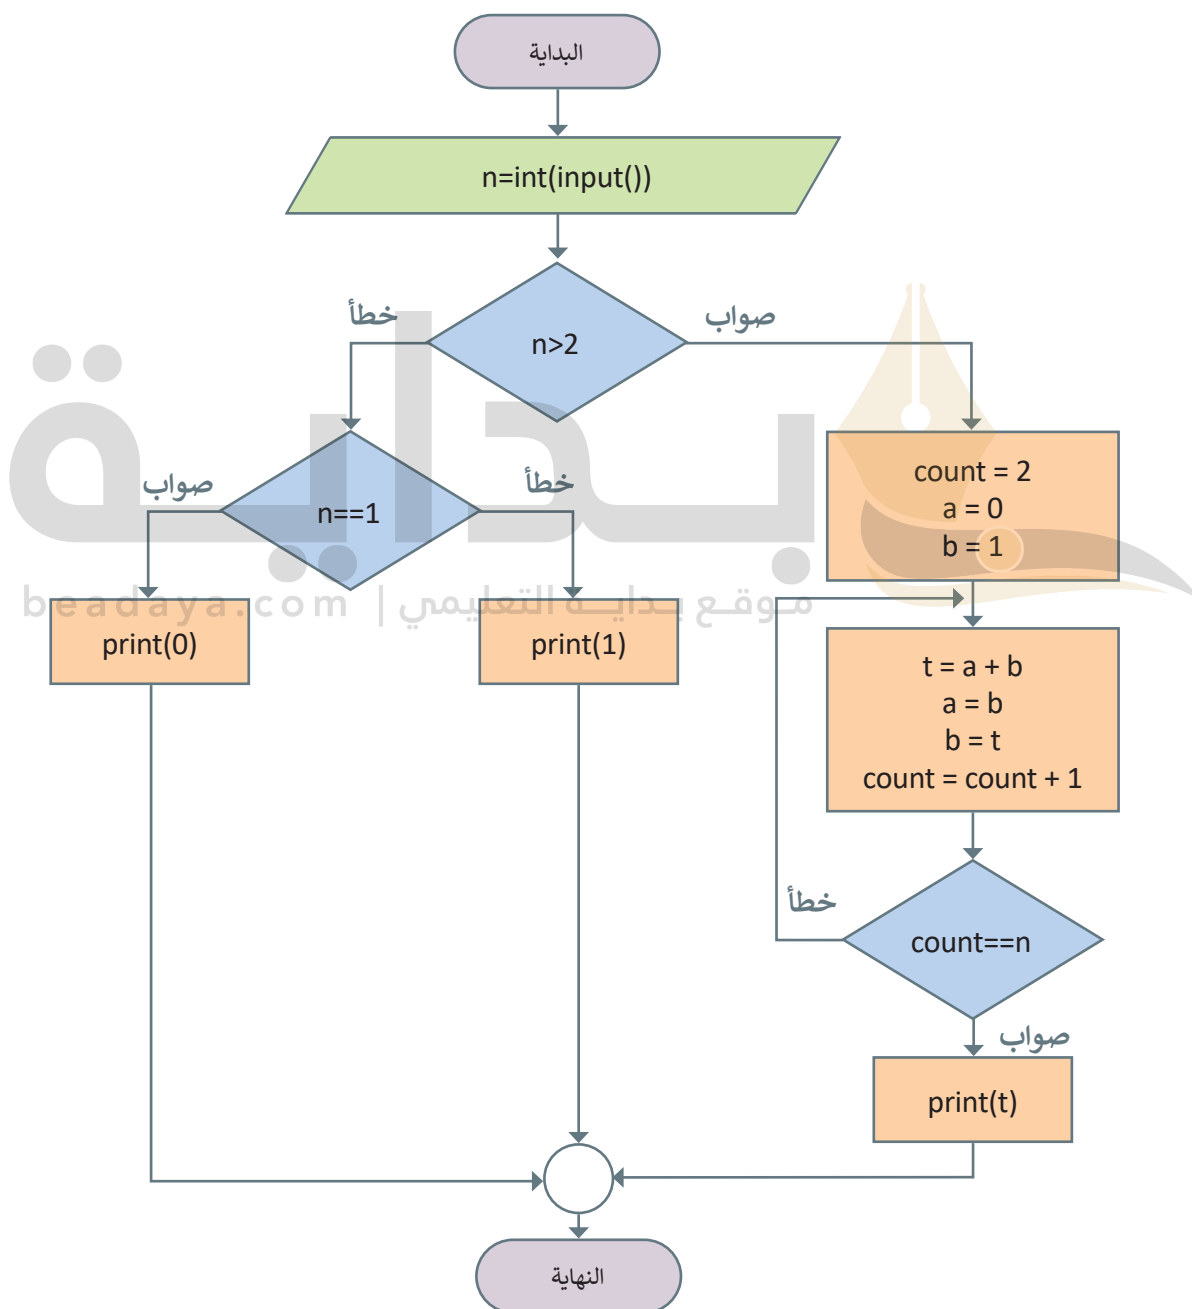 البداية
n=int(input())
n>2
خطأ
صواب
n==1
صواب
خطأ
count = 2
a = 0
b = 1
print(0)
print(1)
t = a + b
a = b
b = t
count = count + 1
count==n
خطأ
صواب
print(t)
النهاية
بداية
موقع بداية التعليمي | beadaya.com